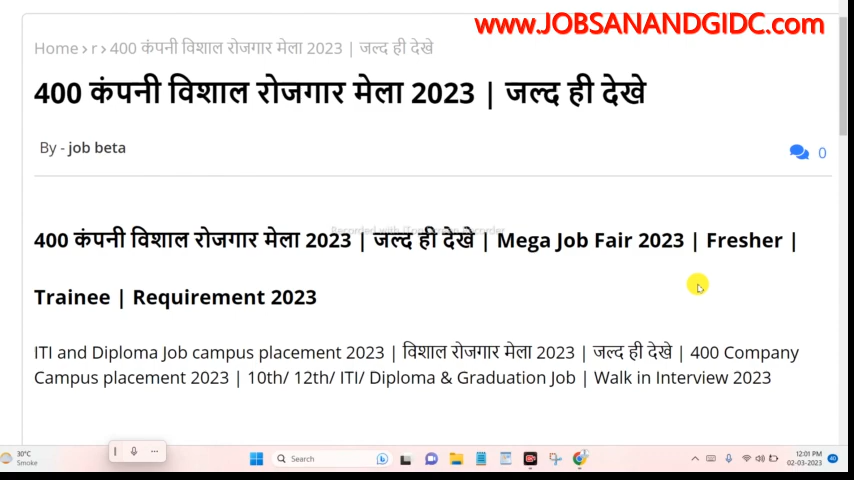 www.JOBSANANDGIDC.com
Home › r › 400 कंपनी विशाल रोजगार मेला 2023 | जल्द ही देखे
400 कंपनी विशाल रोजगार मेला 2023 | जल्द ही देखे
By - job beta
0
400 कंपनी विशाल रोजगार मेला 2023 | जल्द ही देखे | Mega Job Fair 2023 | Fresher |
Trainee | Requirement 2023
ITI and Diploma Job campus placement 2023 | विशाल रोजगार मेला 2023 | जल्द ही देखे | 400 Company
Campus placement 2023 | 10th/ 12th/ ITI/ Diploma & Graduation Job | Walk in Interview 2023
30°C
Smoke
Search
12:01 PM
02-03-2023